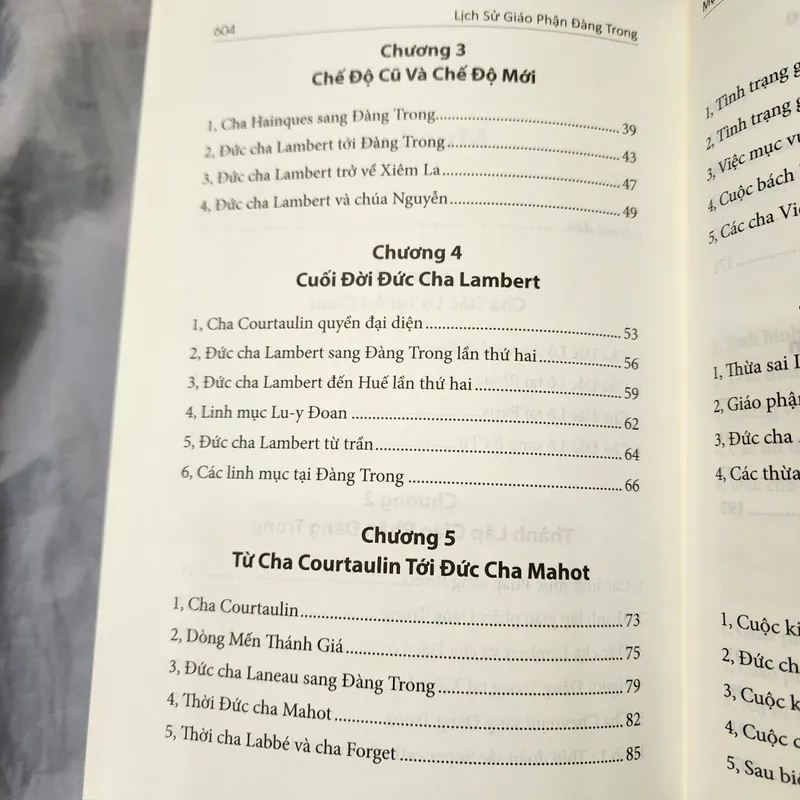 604
Lịch Sử Giáo Phận Đàng Trong
Chương 3
Chế Độ Cũ Và Chế Độ Mới
1, Cha Hainques sang Đàng Trong 39
2, Đức cha Lambert tới Đàng Trong 43
3, Đức cha Lambert trở về Xiêm La 47
4, Đức cha Lambert và chúa Nguyễn 49
Chương 4
Cuối Đời Đức Cha Lambert
1, Cha Courtaulin quyền đại diện 53
2, Đức cha Lambert sang Đàng Trong lần thứ hai 56
3, Đức cha Lambert đến Huế lần thứ hai 59
4, Linh mục Lu-y Đoan 62
5, Đức cha Lambert từ trần 64
6, Các linh mục tại Đàng Trong 66
Chương 5
Từ Cha Courtaulin Tới Đức Cha Mahot
1, Cha Courtaulin 73
2, Dòng Mến Thánh Giá 75
3, Đức cha Laneau sang Đàng Trong 79
4, Thời Đức cha Mahot 82
5, Thời cha Labbé và cha Forget 85
1, Tình trạng
2, Tình trạng
3, Việc mục
4, Cuộc bách
5, Các cha
1, Thừa sai
2, Giáo phận
3, Đức cha
4, Các thừa
1, Cuộc
2, Đức
3, Cuộc
4, Cuộc
5, Sau